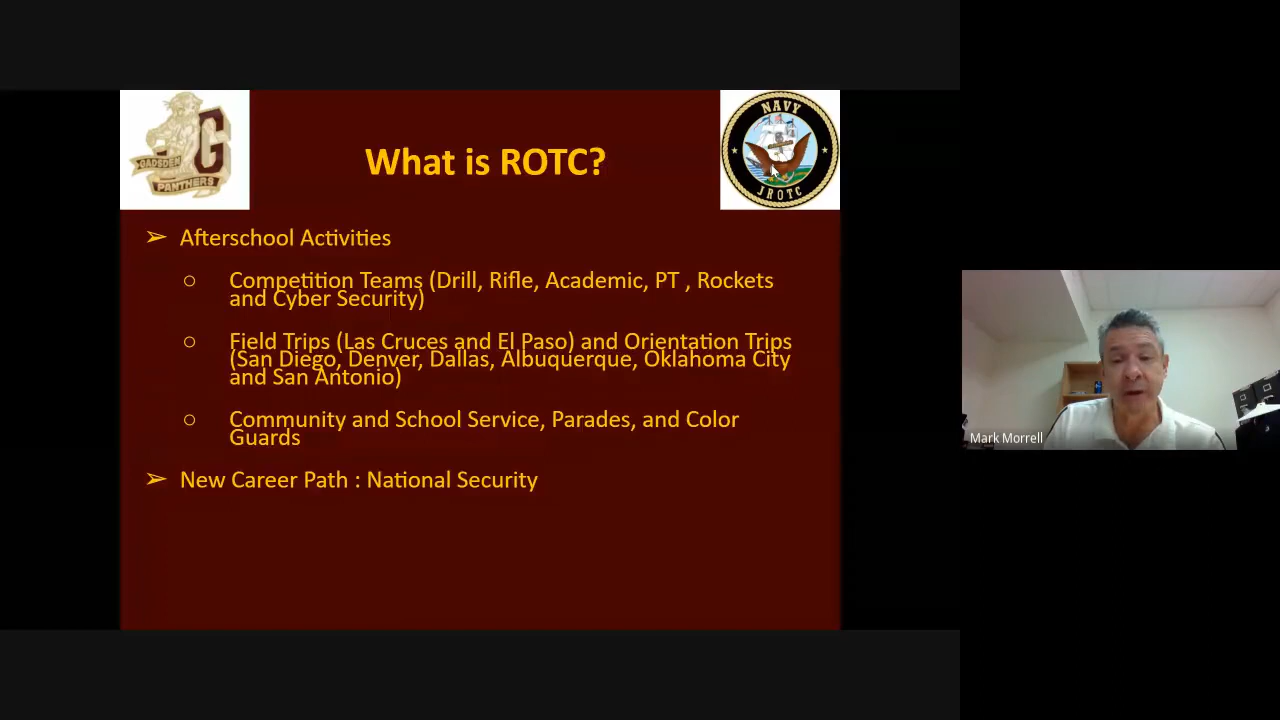 GADSDEN
G
PANTHERS
What is ROTC?
NAVY
JROTC
➢ Afterschool Activities
○ Competition Teams (Drill, Rifle, Academic, PT , Rockets
and Cyber Security)
○ Field Trips (Las Cruces and El Paso) and Orientation Trips
(San Diego, Denver, Dallas, Albuquerque, Oklahoma City
and San Antonio)
○ Community and School Service, Parades, and Color
Guards
➢ New Career Path : National Security
Mark Morrell